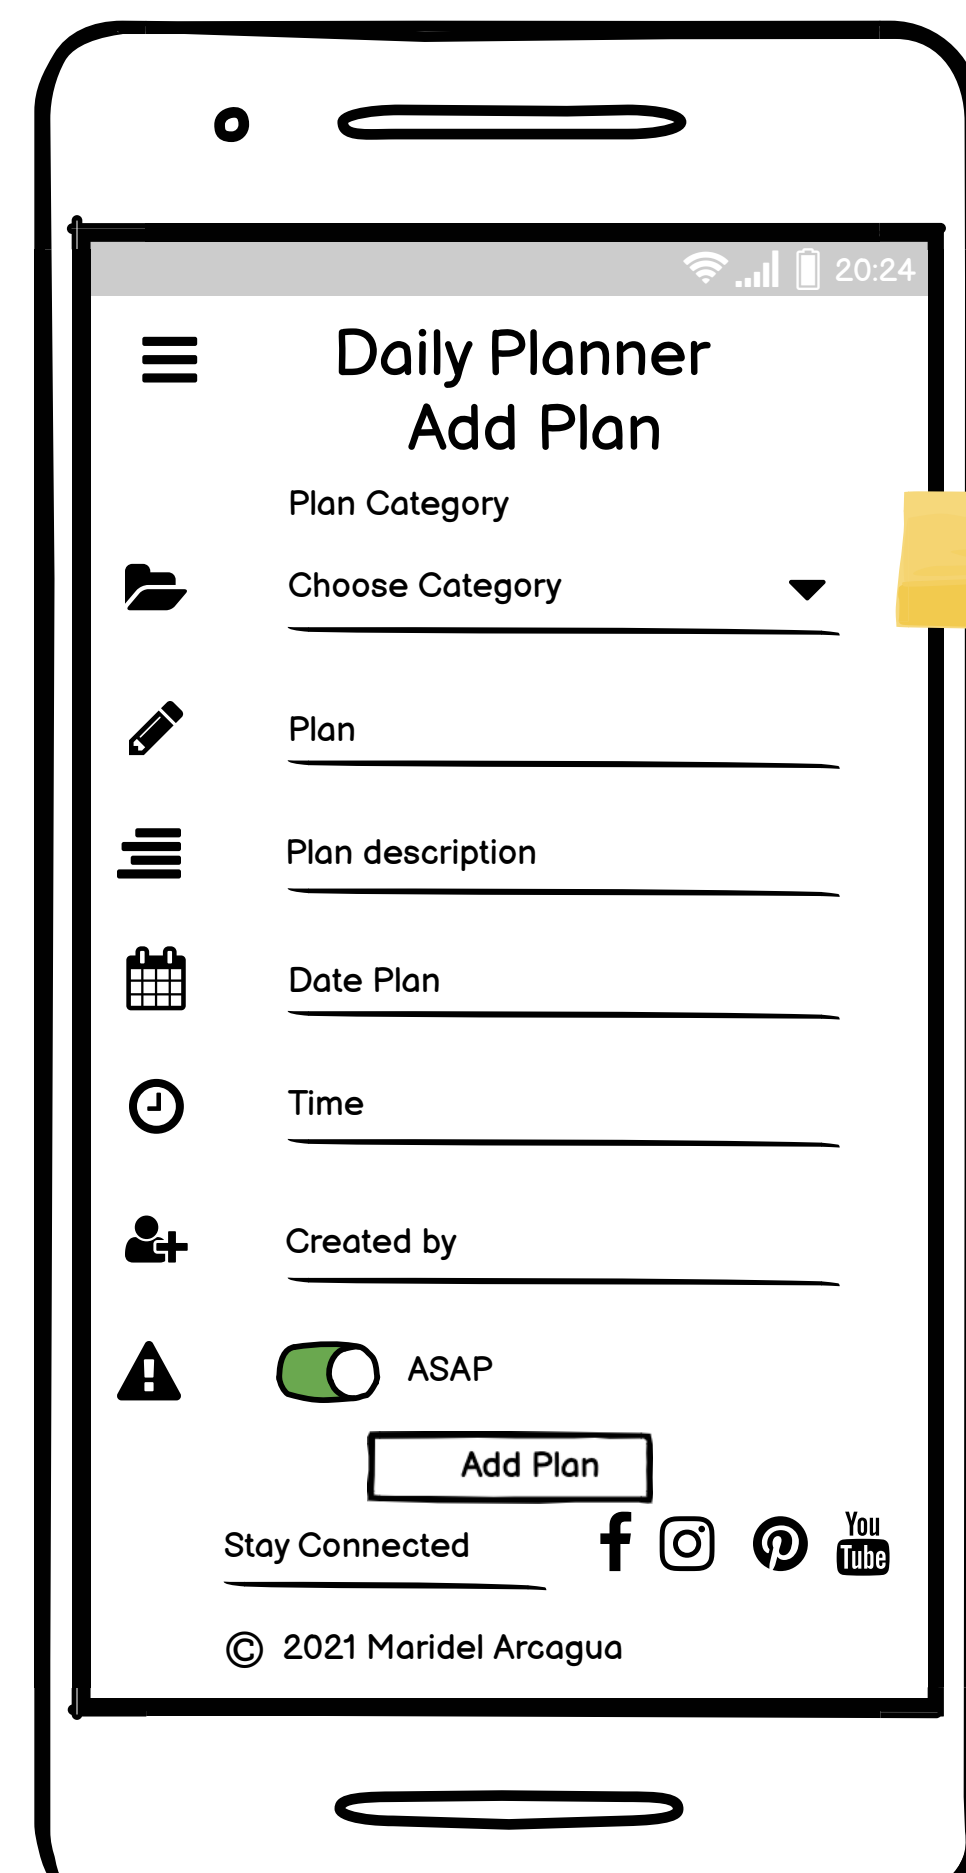 20:24
Daily Planner
Add Plan
Plan Category
Choose Category
Plan
Plan description
Date Plan
Time
Created by
ASAP
Add Plan
Stay Connected
You
Tube
© 2021 Maridel Arcagua